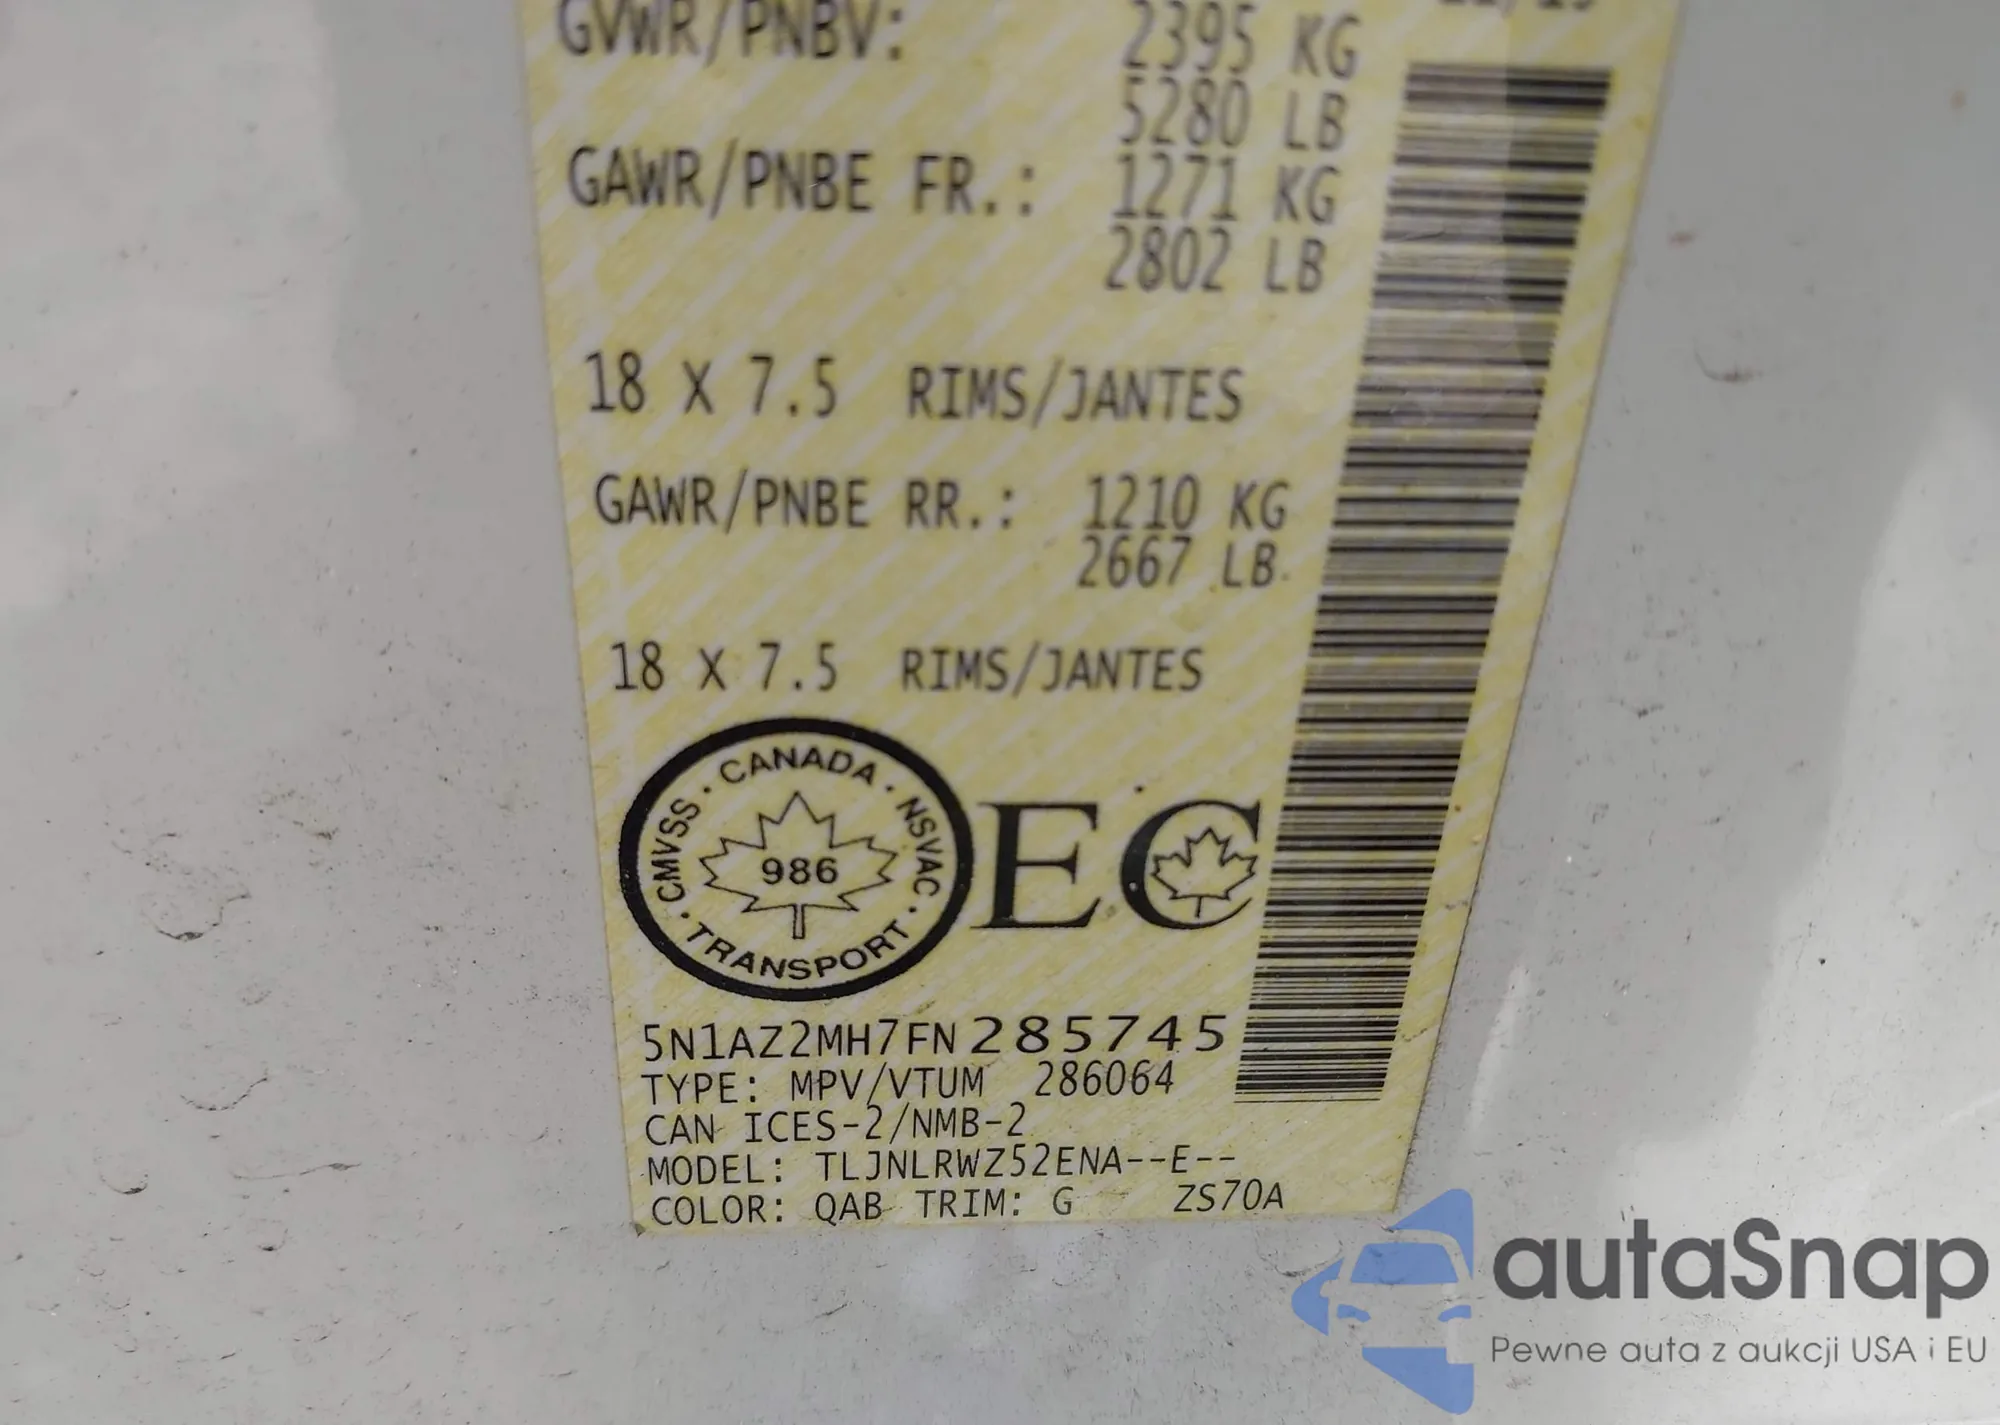 GVWR/PNBV: 2395 KG
5280 LB
GAWR/PNBE FR.: 1271 KG
2802 LB
18 X 7.5 RIMS/JANTES
GAWR/PNBE RR.: 1210 KG
2667 LB
18 X 7.5 RIMS/JANTES
CANADA · NSVAC · TRANSPORT · CMVSS ·
986
EC
5N1AZ2MH7FN285745
TYPE: MPV/VTUM 286064
CAN ICES-2/NMB-2
MODEL: TLJNLRWZ52ENA--E--
COLOR: QAB TRIM: G ZS70A
autaSnap
Pewne auta z aukcji USA i EU